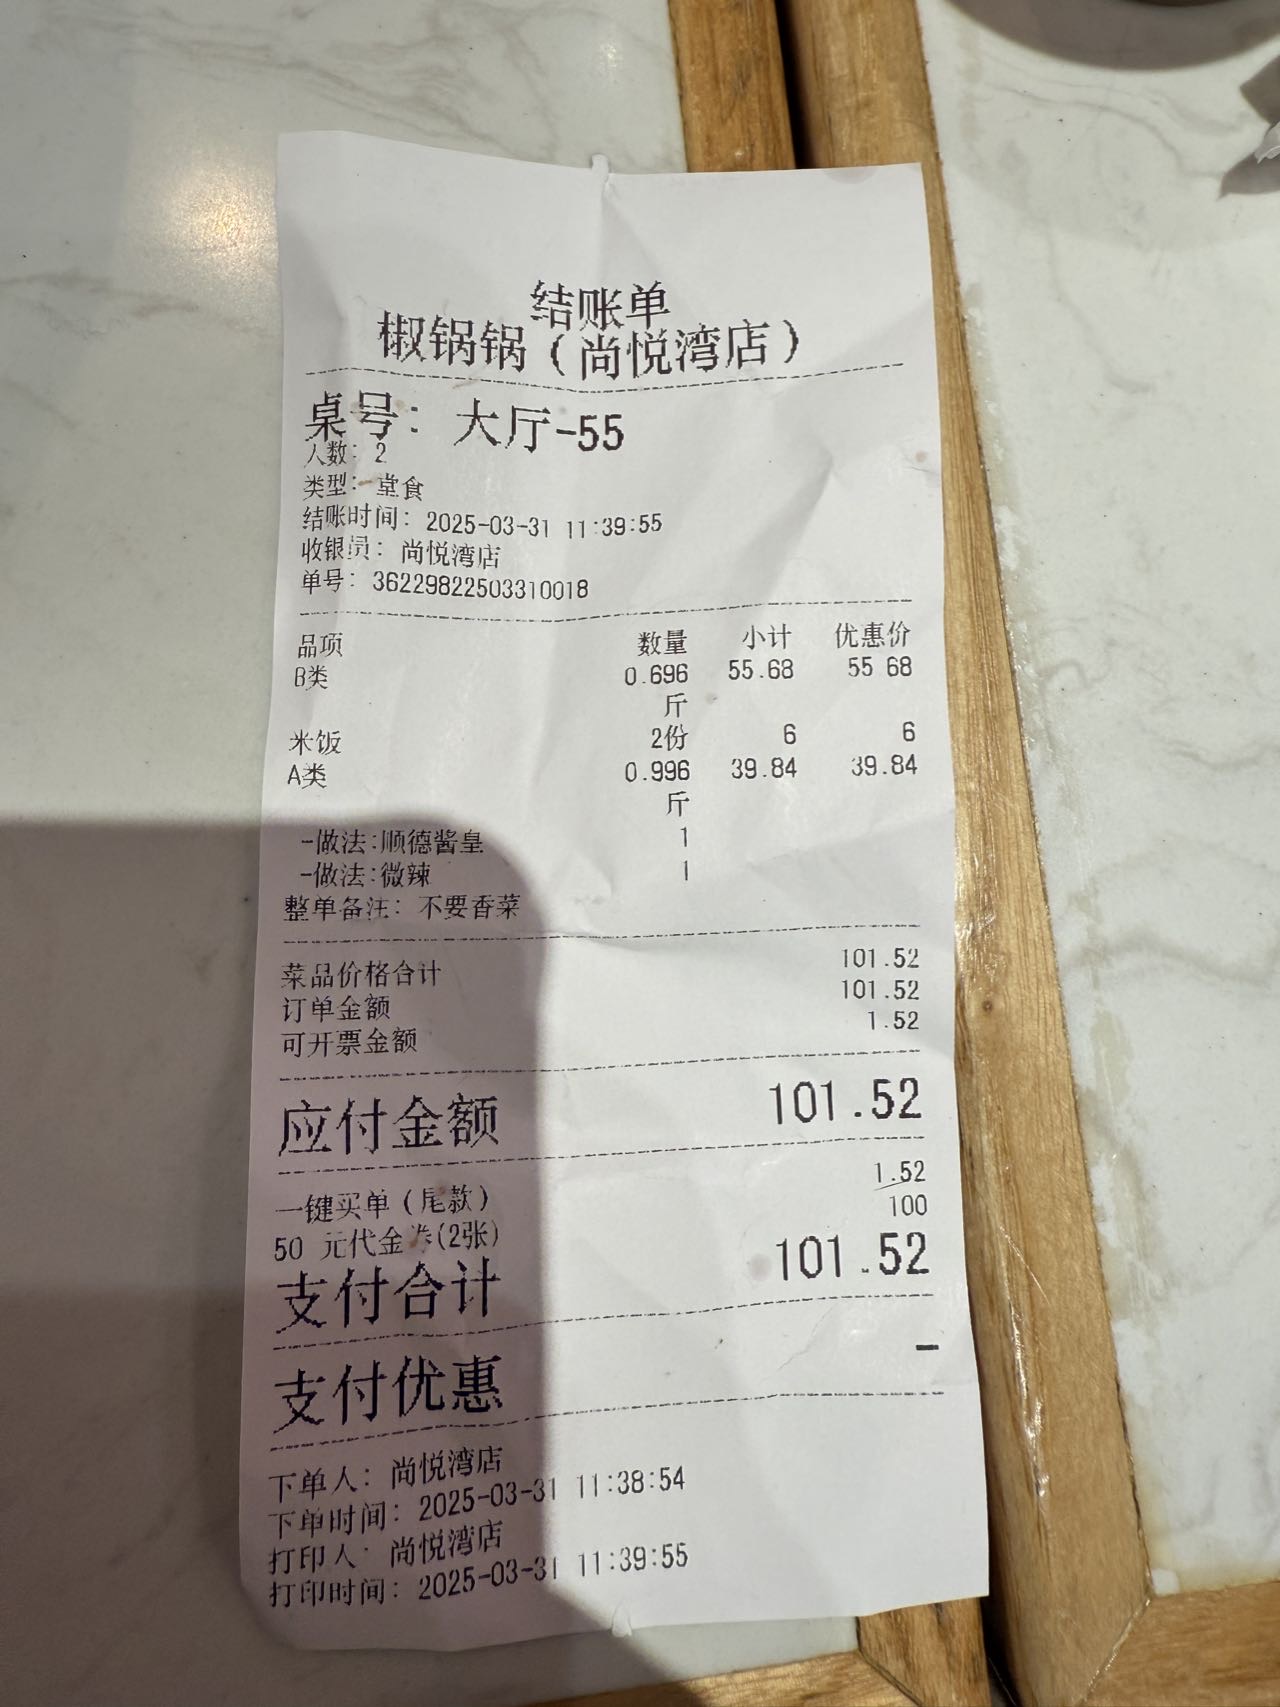 结账单
椒锅锅（尚悦湾店）
桌号：大厅-55
人数：2
类型：堂食
结账时间：2025-03-31 11:39:55
收银员：尚悦湾店
单号：36229822503310018
品项 数量 小计 优惠价
B类 0.696 55.68 55.68
斤
米饭 2份 6 6
A类 0.996 39.84 39.84
斤
-做法:顺德酱皇 1
-做法:微辣 1
整单备注：不要香菜
菜品价格合计 101.52
订单金额 101.52
可开票金额 1.52
应付金额 101.52
一键买单（尾款） 1.52
50 元代金券(2张) 100
支付合计 101.52
支付优惠 -
下单人：尚悦湾店
下单时间：2025-03-31 11:38:54
打印人：尚悦湾店
打印时间：2025-03-31 11:39:55